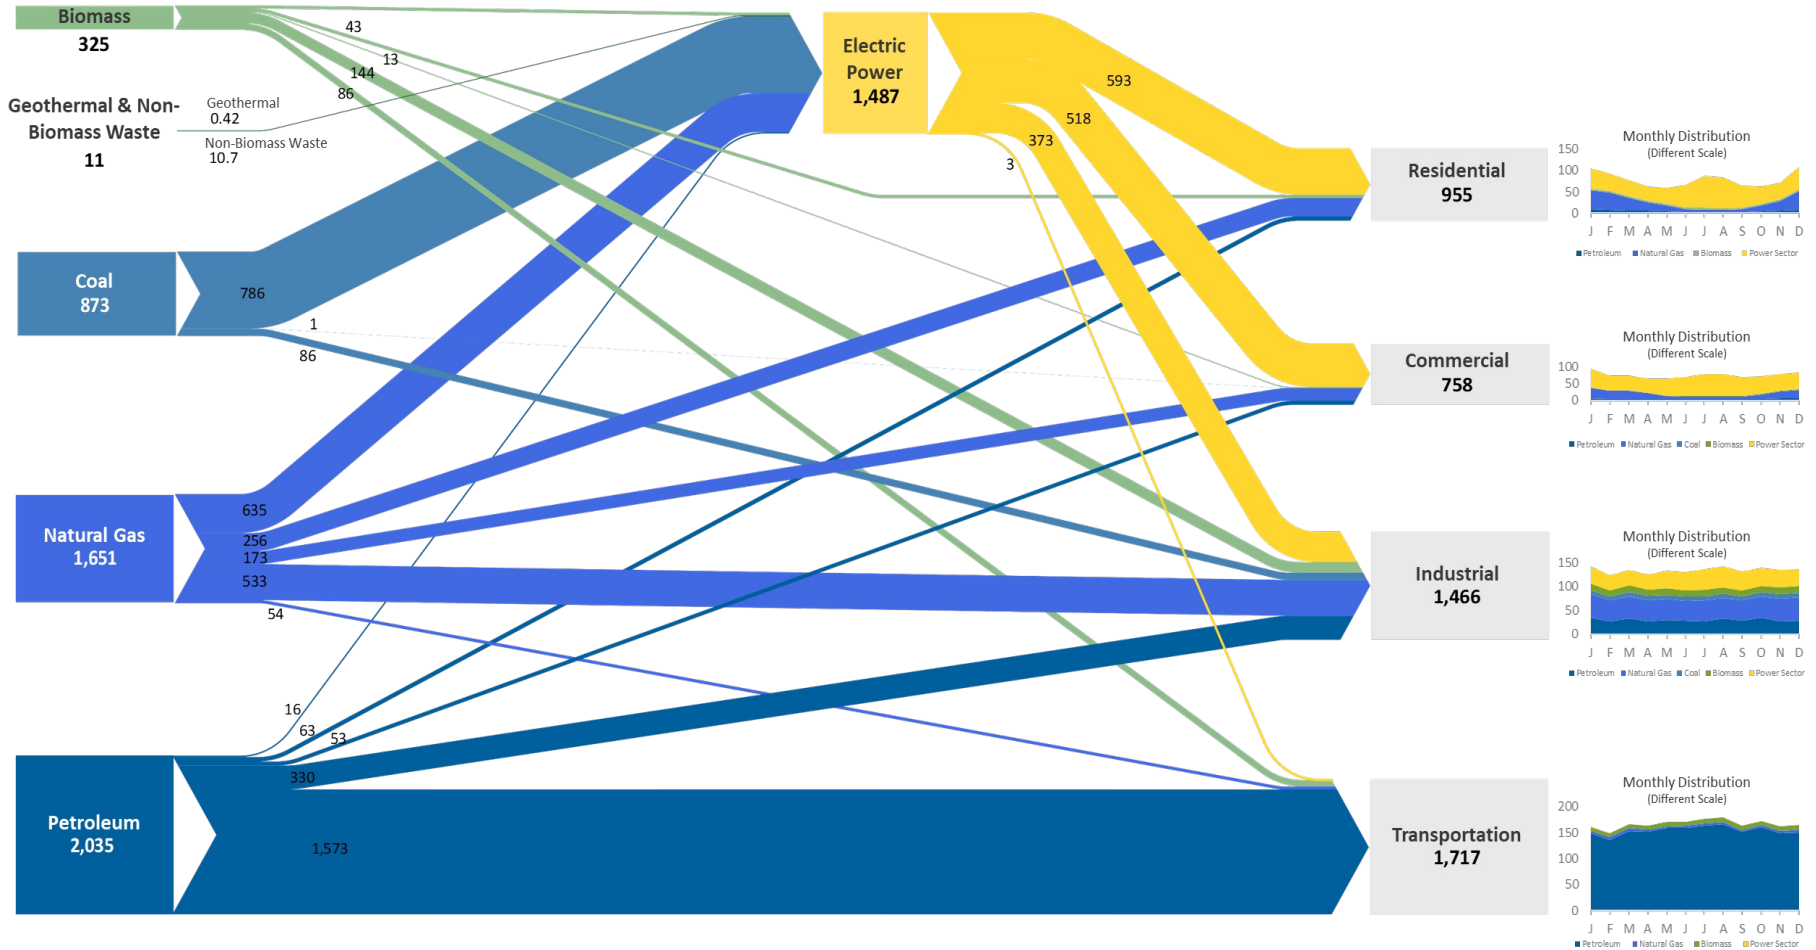 Biomass
325
43
13
144
86
Geothermal & Non-
Biomass Waste
11
Geothermal
0.42
Non-Biomass Waste
10.7
Coal
873
786
1
86
Natural Gas
1,651
635
256
173
533
54
Petroleum
2,035
16
63
53
330
1,573
Electric
Power
1,487
593
518
373
3
Residential
955
Monthly Distribution
(Different Scale)
150
100
50
0
J F M A M J J A S O N D
Petroleum Natural Gas Biomass Power Sector
Commercial
758
Monthly Distribution
(Different Scale)
100
50
0
J F M A M J J A S O N D
Petroleum Natural Gas Coal Biomass Power Sector
Industrial
1,466
Monthly Distribution
(Different Scale)
150
100
50
0
J F M A M J J A S O N D
Petroleum Natural Gas Coal Biomass Power Sector
Transportation
1,717
Monthly Distribution
(Different Scale)
200
150
100
50
0
J F M A M J J A S O N D
Petroleum Natural Gas Biomass Power Sector